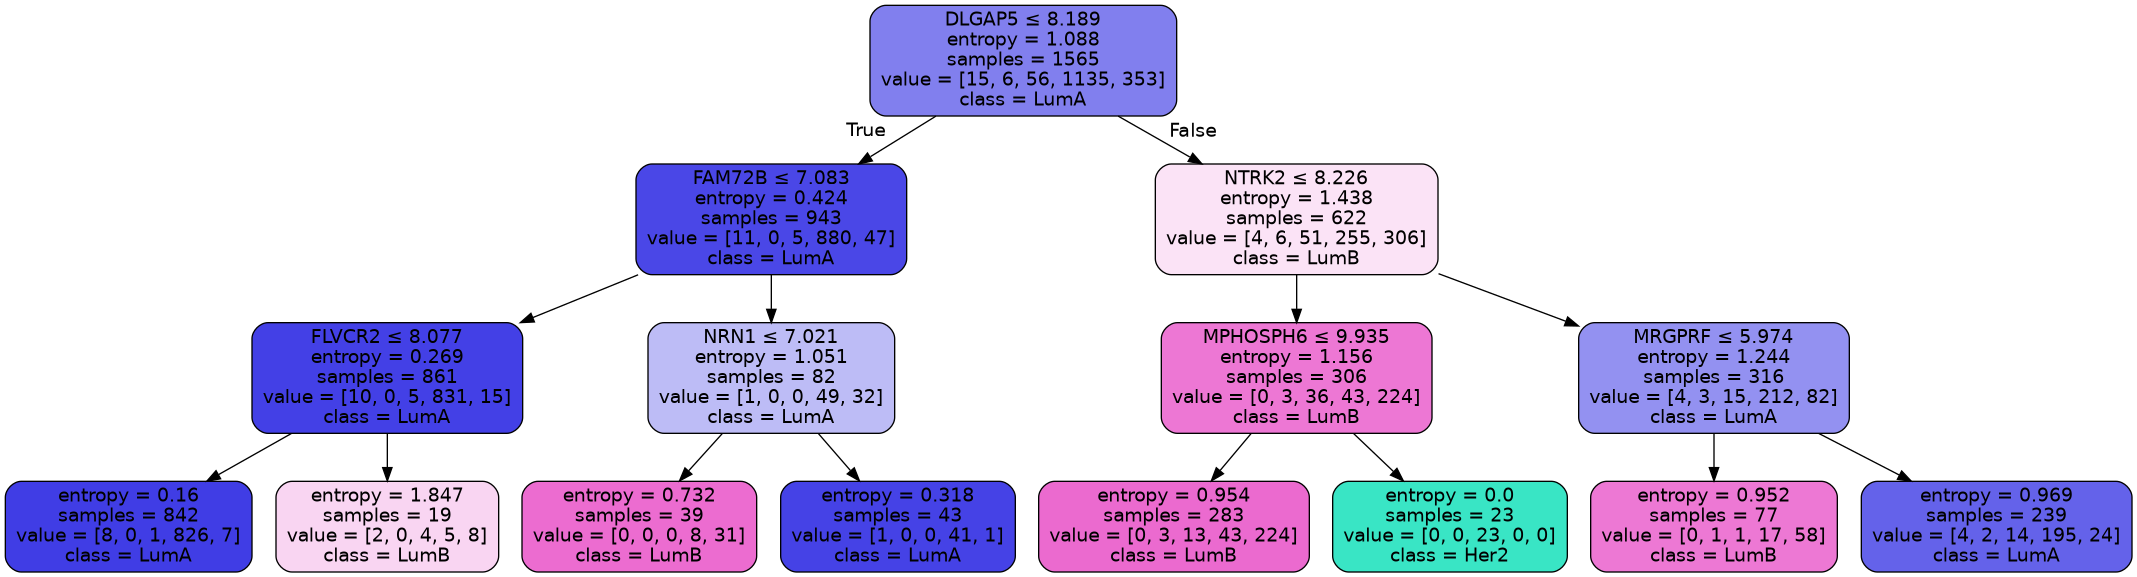 DLGAP5 ≤ 8.189
entropy = 1.088
samples = 1565
value = [15, 6, 56, 1135, 353]
class = LumA
True
False
FAM72B ≤ 7.083
entropy = 0.424
samples = 943
value = [11, 0, 5, 880, 47]
class = LumA
NTRK2 ≤ 8.226
entropy = 1.438
samples = 622
value = [4, 6, 51, 255, 306]
class = LumB
FLVCR2 ≤ 8.077
entropy = 0.269
samples = 861
value = [10, 0, 5, 831, 15]
class = LumA
NRN1 ≤ 7.021
entropy = 1.051
samples = 82
value = [1, 0, 0, 49, 32]
class = LumA
MPHOSPH6 ≤ 9.935
entropy = 1.156
samples = 306
value = [0, 3, 36, 43, 224]
class = LumB
MRGPRF ≤ 5.974
entropy = 1.244
samples = 316
value = [4, 3, 15, 212, 82]
class = LumA
entropy = 0.16
samples = 842
value = [8, 0, 1, 826, 7]
class = LumA
entropy = 1.847
samples = 19
value = [2, 0, 4, 5, 8]
class = LumB
entropy = 0.732
samples = 39
value = [0, 0, 0, 8, 31]
class = LumB
entropy = 0.318
samples = 43
value = [1, 0, 0, 41, 1]
class = LumA
entropy = 0.954
samples = 283
value = [0, 3, 13, 43, 224]
class = LumB
entropy = 0.0
samples = 23
value = [0, 0, 23, 0, 0]
class = Her2
entropy = 0.952
samples = 77
value = [0, 1, 1, 17, 58]
class = LumB
entropy = 0.969
samples = 239
value = [4, 2, 14, 195, 24]
class = LumA